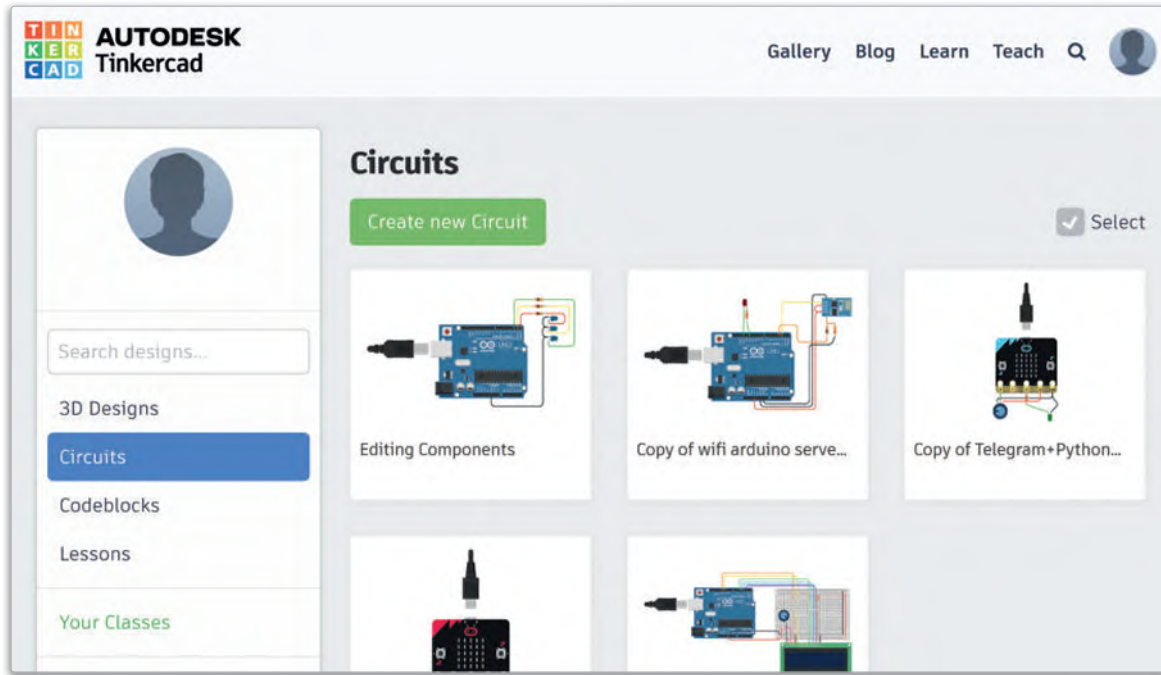 TIN
KER
CAD
AUTODESK
Tinkercad
Gallery Blog Learn Teach
Search designs...
3D Designs
Circuits
Codeblocks
Lessons
Your Classes
Circuits
Create new Circuit
Select
Editing Components
Copy of wifi arduino serve...
Copy of Telegram+Python...